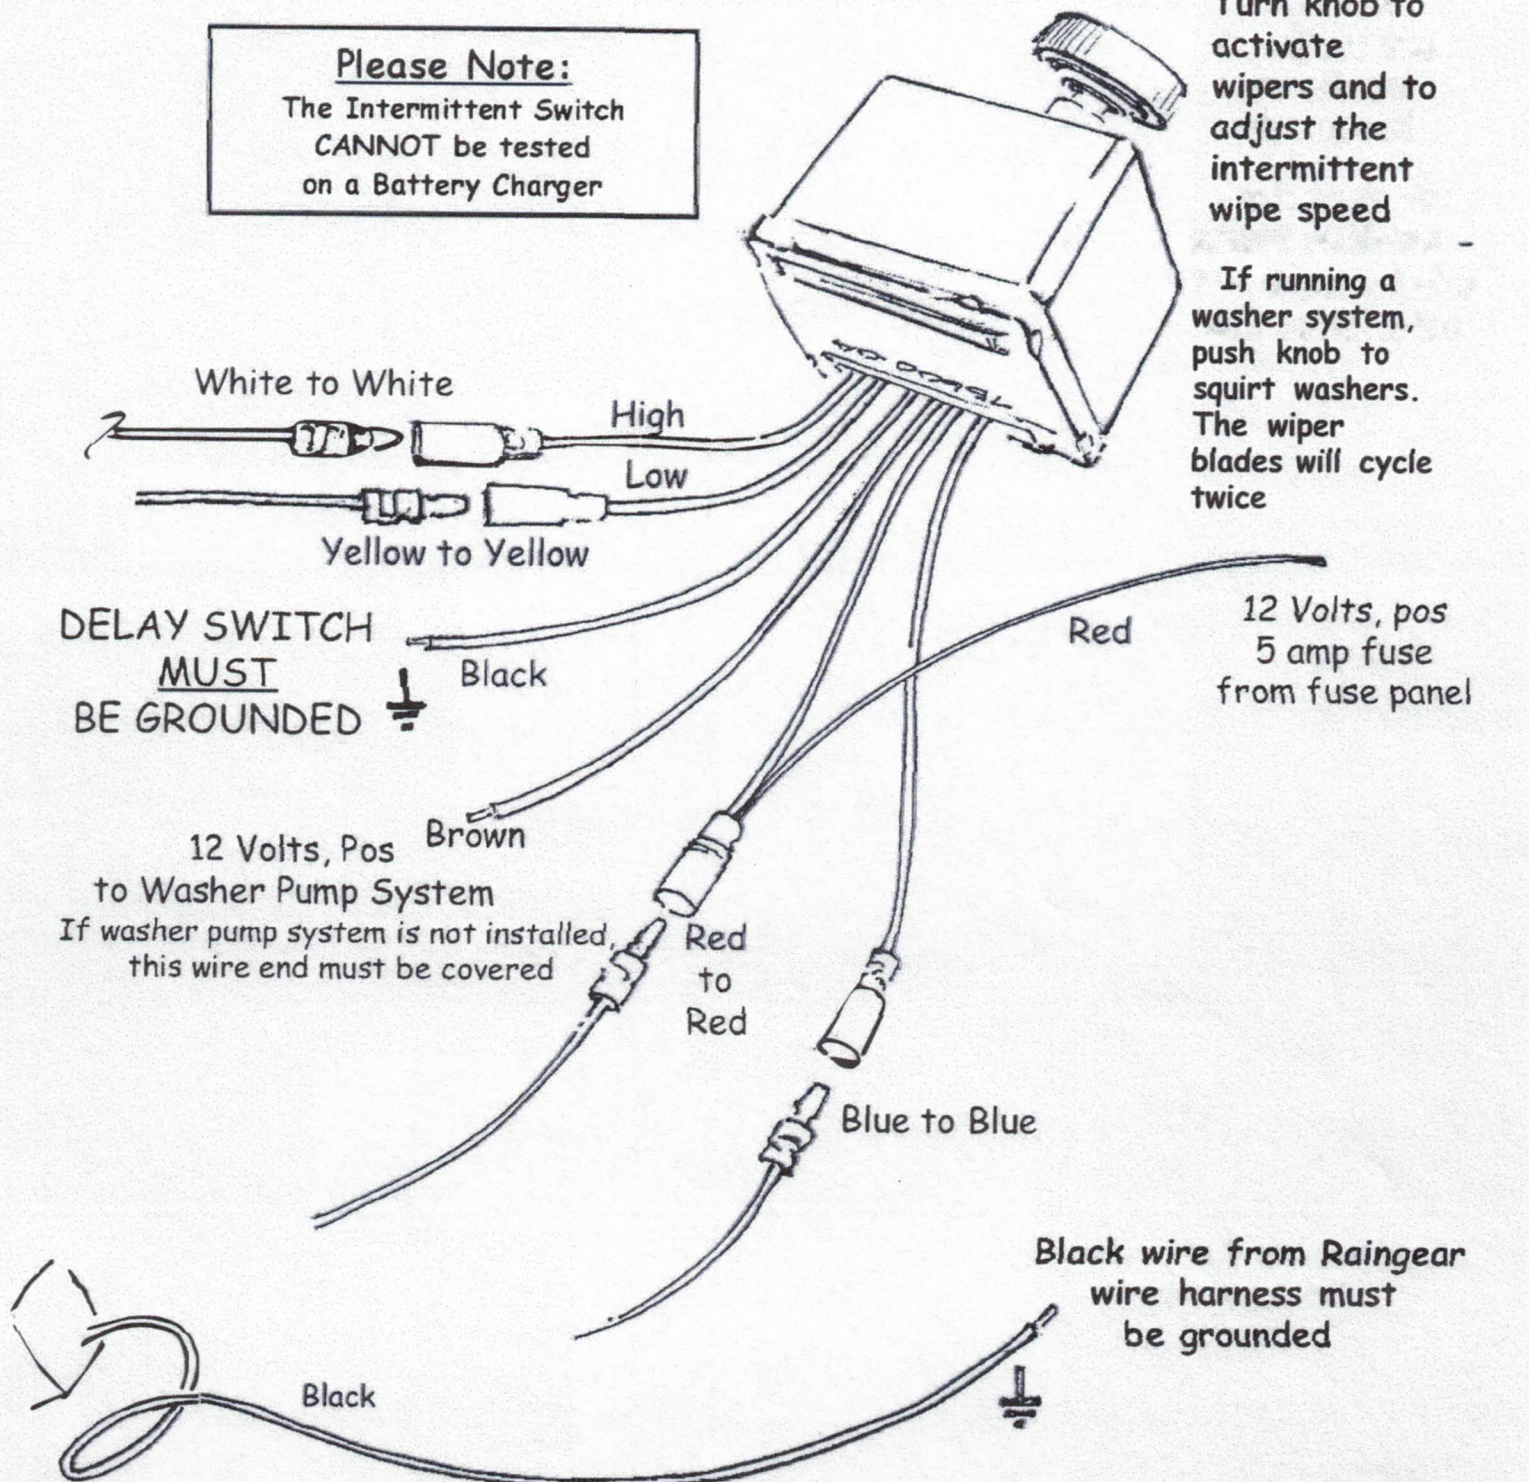 Please Note:
The Intermittent Switch
CANNOT be tested
on a Battery Charger
Turn knob to
activate
wipers and to
adjust the
intermittent
wipe speed
If running a
washer system,
push knob to
squirt washers.
The wiper
blades will cycle
twice
White to White
High
Low
Yellow to Yellow
DELAY SWITCH
MUST
BE GROUNDED
Black
Red
12 Volts, pos
5 amp fuse
from fuse panel
Brown
12 Volts, Pos
to Washer Pump System
If washer pump system is not installed,
this wire end must be covered
Red
to
Red
Blue to Blue
Black wire from Raingear
wire harness must
be grounded
Black